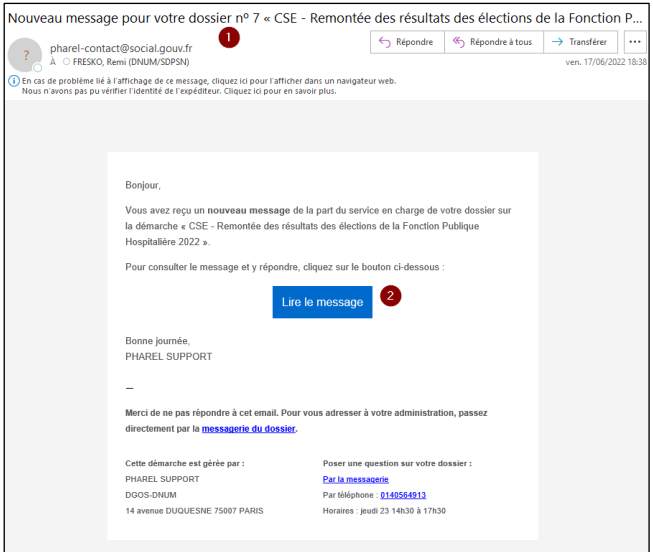 Nouveau message pour votre dossier nº 7 « CSE - Remontée des résultats des élections de la Fonction P...
1
Répondre
Répondre à tous
Transférer
...
?
pharel-contact@social.gouv.fr
À FRESKO, Remi (DNUM/SDPSN)
ven. 17/06/2022 18:38
En cas de problème lié à l'affichage de ce message, cliquez ici pour l'afficher dans un navigateur web.
Nous n'avons pas pu vérifier l'identité de l'expéditeur. Cliquez ici pour en savoir plus.
Bonjour,
Vous avez reçu un nouveau message de la part du service en charge de votre dossier sur
la démarche « CSE - Remontée des résultats des élections de la Fonction Publique
Hospitalière 2022 ».
Pour consulter le message et y répondre, cliquez sur le bouton ci-dessous :
Lire le message
2
Bonne journée,
PHAREL SUPPORT
—
Merci de ne pas répondre à cet email. Pour vous adresser à votre administration, passez
directement par la messagerie du dossier.
Cette démarche est gérée par :
PHAREL SUPPORT
DGOS-DNUM
14 avenue DUQUESNE 75007 PARIS
Poser une question sur votre dossier :
Par la messagerie
Par téléphone : 0140564913
Horaires : jeudi 23 14h30 à 17h30